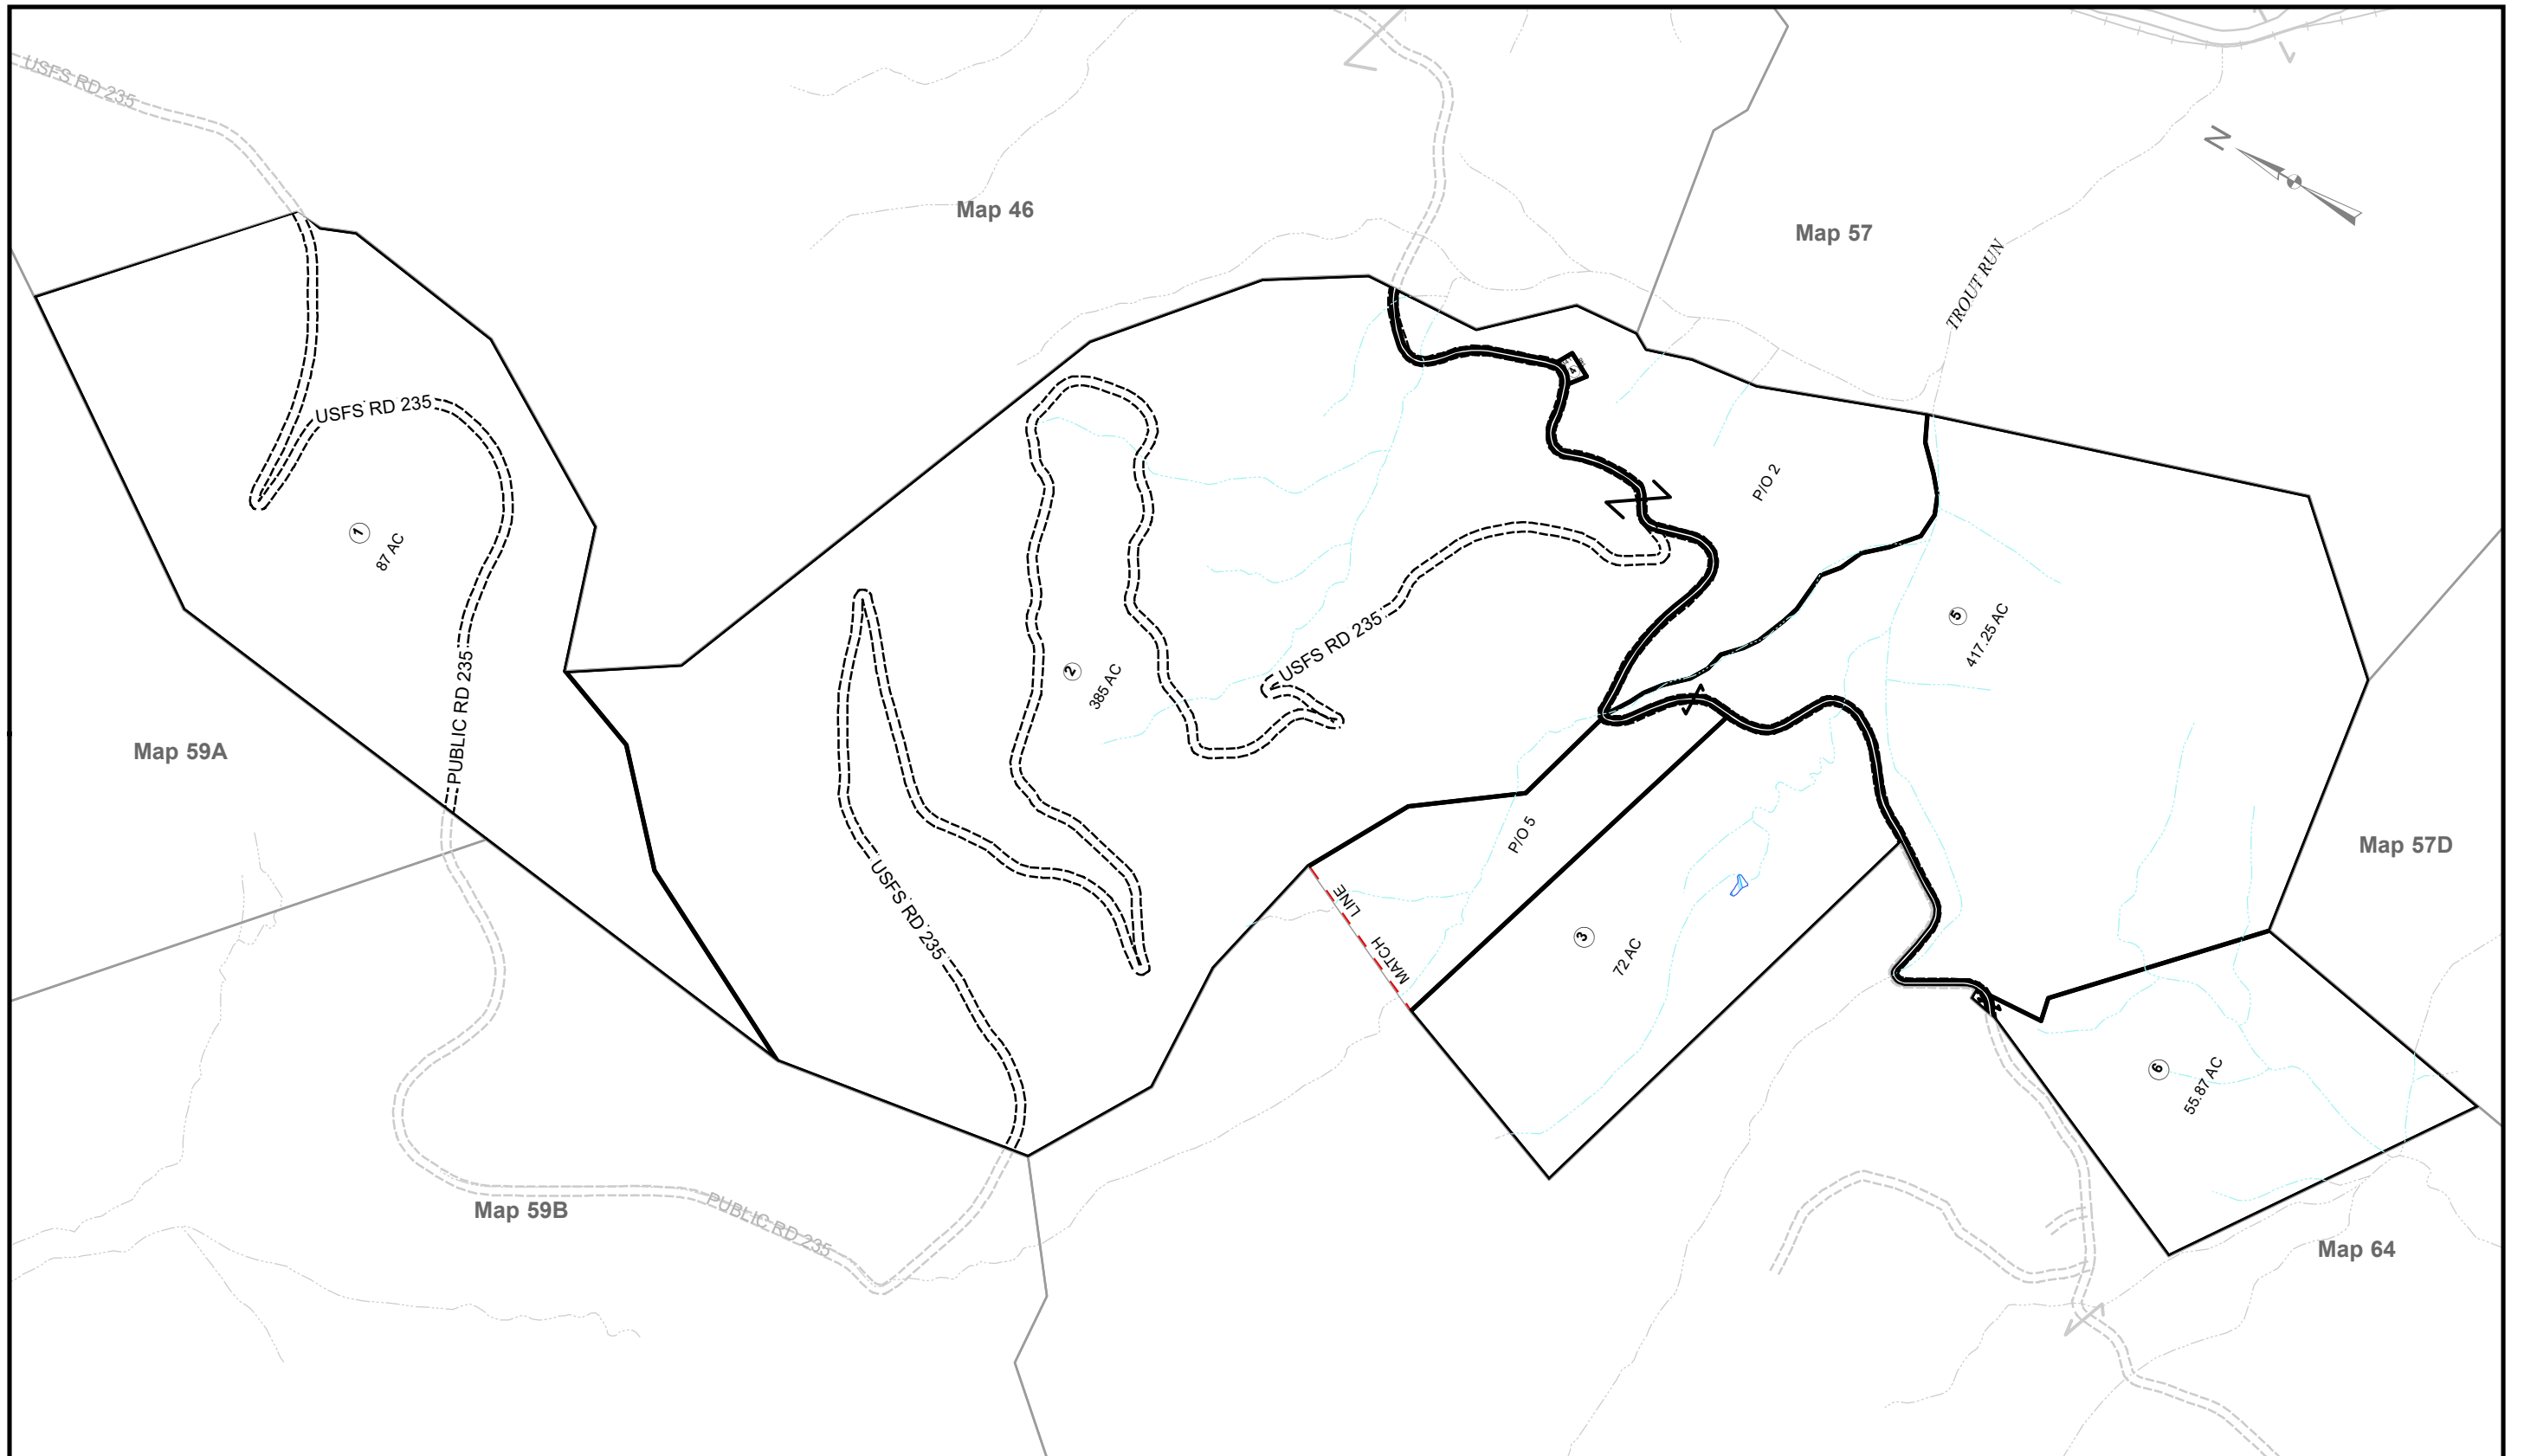 USFS RD 235
Map 46
Map 57
N
TROUT RUN
USFS RD 235
4
P/O 2
1
87 AC
PUBLIC RD 235
USFS RD 235
2
385 AC
5
417.25 AC
Map 59A
P/O 5
Map 57D
USFS RD 235
MATCH LINE
3
72 AC
6
55.87 AC
Map 59B
PUBLIC RD 235
Map 64